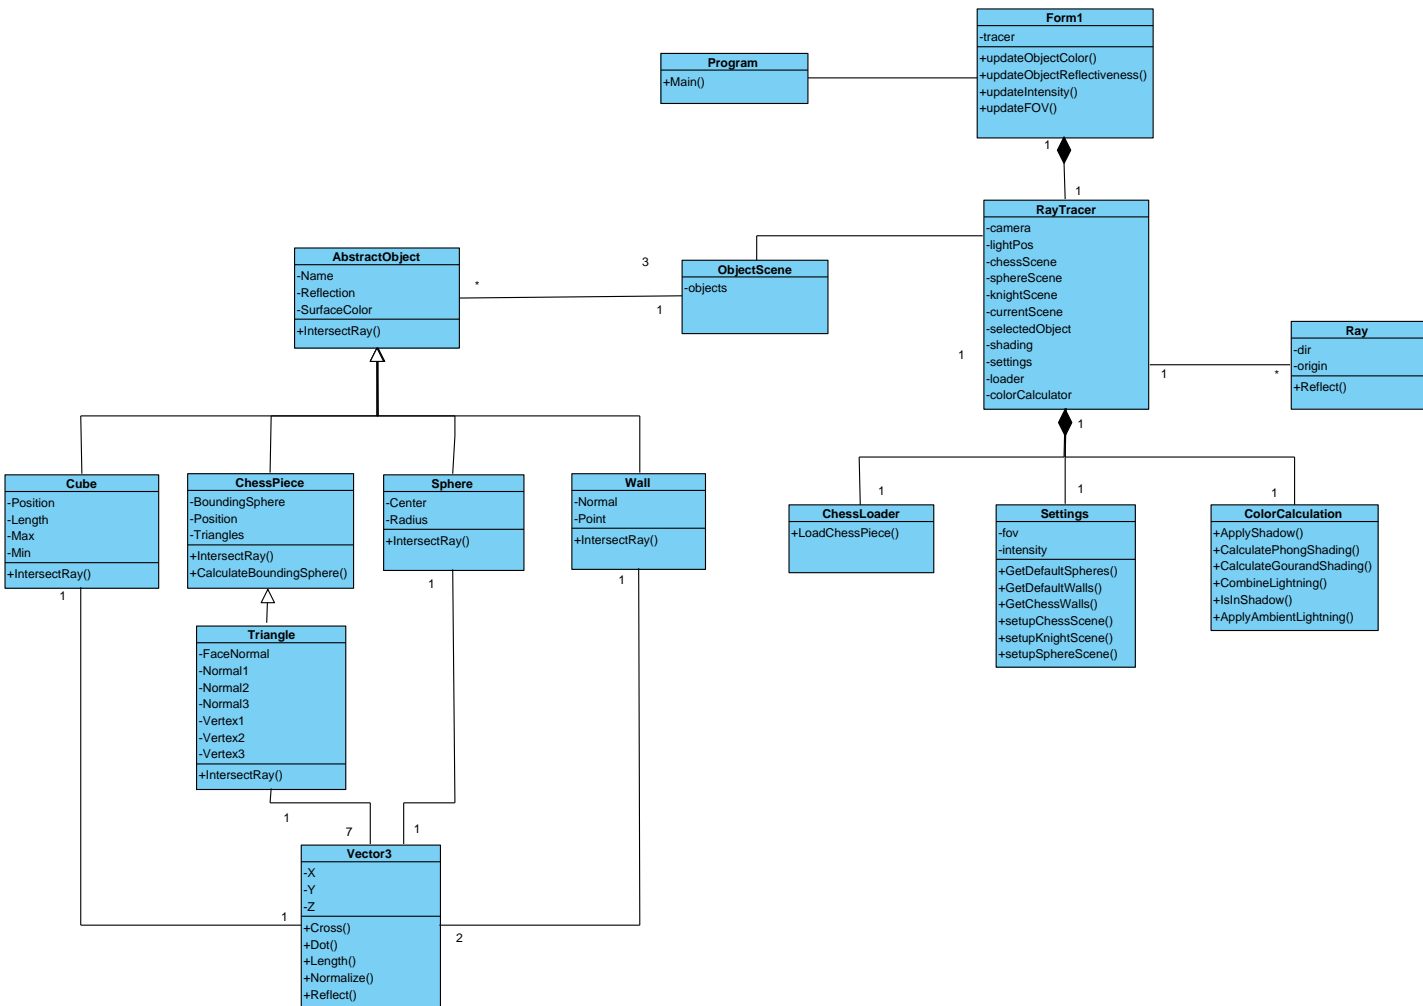 Form1
-tracer
+updateObjectColor()
+updateObjectReflectiveness()
+updateIntensity()
+updateFOV()
Program
+Main()
1
1
RayTracer
-camera
-lightPos
-chessScene
-sphereScene
-knightScene
-currentScene
-selectedObject
-shading
-settings
-loader
-colorCalculator
AbstractObject
-Name
-Reflection
-SurfaceColor
+IntersectRay()
3
*
1
ObjectScene
-objects
1
1
*
Ray
-dir
-origin
+Reflect()
1
Cube
-Position
-Length
-Max
-Min
+IntersectRay()
1
ChessPiece
-BoundingSphere
-Position
-Triangles
+IntersectRay()
+CalculateBoundingSphere()
Sphere
-Center
-Radius
+IntersectRay()
1
Wall
-Normal
-Point
+IntersectRay()
1
1
ChessLoader
+LoadChessPiece()
1
Settings
-fov
-intensity
+GetDefaultSpheres()
+GetDefaultWalls()
+GetChessWalls()
+setupChessScene()
+setupKnightScene()
+setupSphereScene()
1
ColorCalculation
+ApplyShadow()
+CalculatePhongShading()
+CalculateGourandShading()
+CombineLightning()
+IsInShadow()
+ApplyAmbientLightning()
Triangle
-FaceNormal
-Normal1
-Normal2
-Normal3
-Vertex1
-Vertex2
-Vertex3
+IntersectRay()
1
7
1
Vector3
-X
-Y
-Z
+Cross()
+Dot()
+Length()
+Normalize()
+Reflect()
1
2